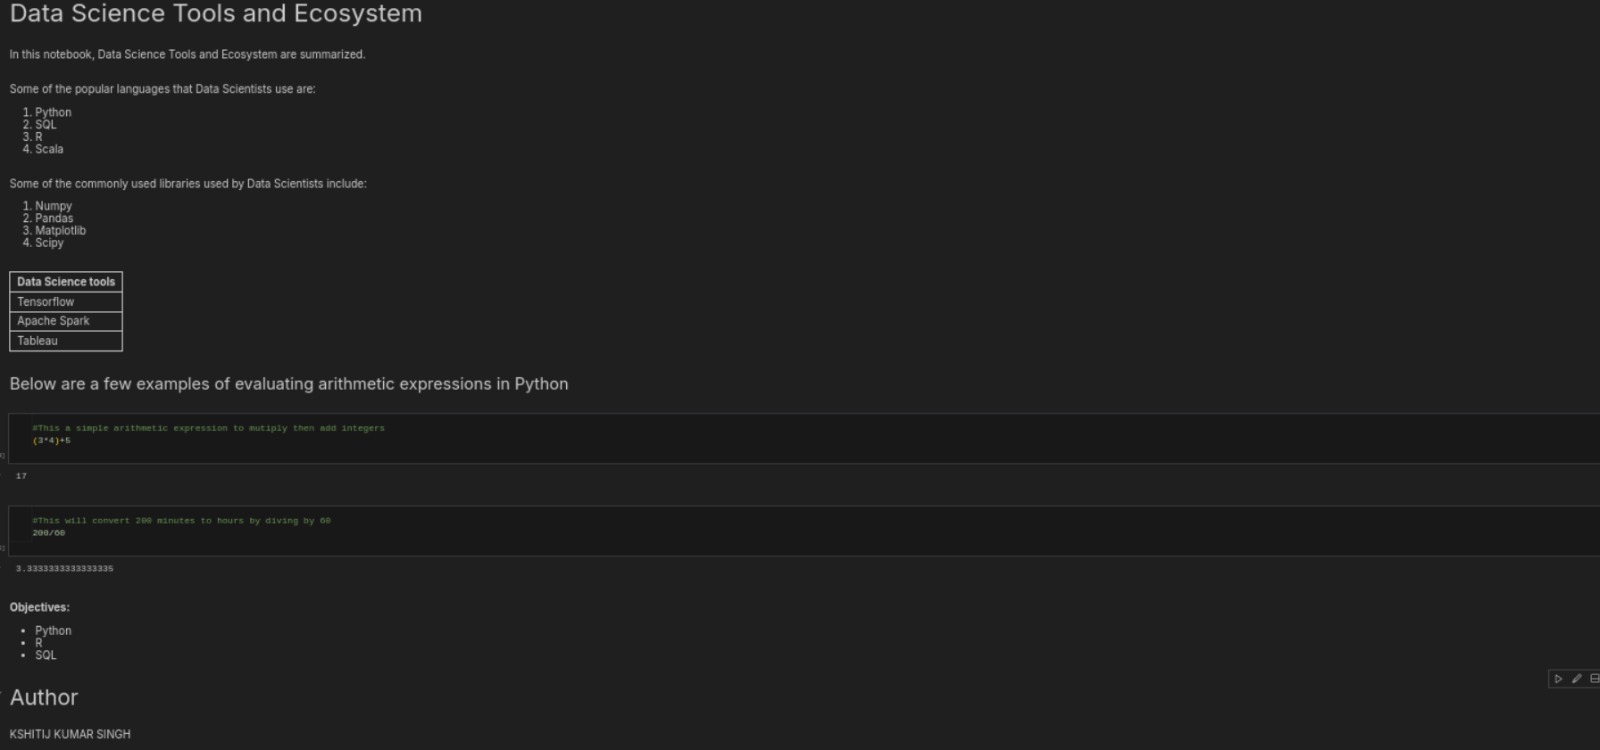 Data Science Tools and Ecosystem
In this notebook, Data Science Tools and Ecosystem are summarized.
Some of the popular languages that Data Scientists use are:
1. Python
2. SQL
3. R
4. Scala
Some of the commonly used libraries used by Data Scientists include:
1. Numpy
2. Pandas
3. Matplotlib
4. Scipy
Data Science tools
Tensorflow
Apache Spark
Tableau
Below are a few examples of evaluating arithmetic expressions in Python
#This a simple arithmetic expression to mutiply then add integers
(3*4)+5
17
#This will convert 200 minutes to hours by diving by 60
200/60
3.3333333333333335
Objectives:
• Python
• R
• SQL
Author
KSHITIJ KUMAR SINGH